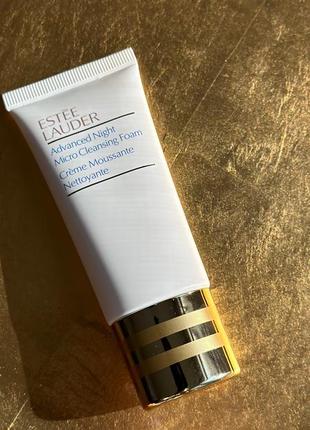 ESTĒE
LAUDER
Advanced Night
Micro Cleansing Foam
Crème Moussante
Nettoyante